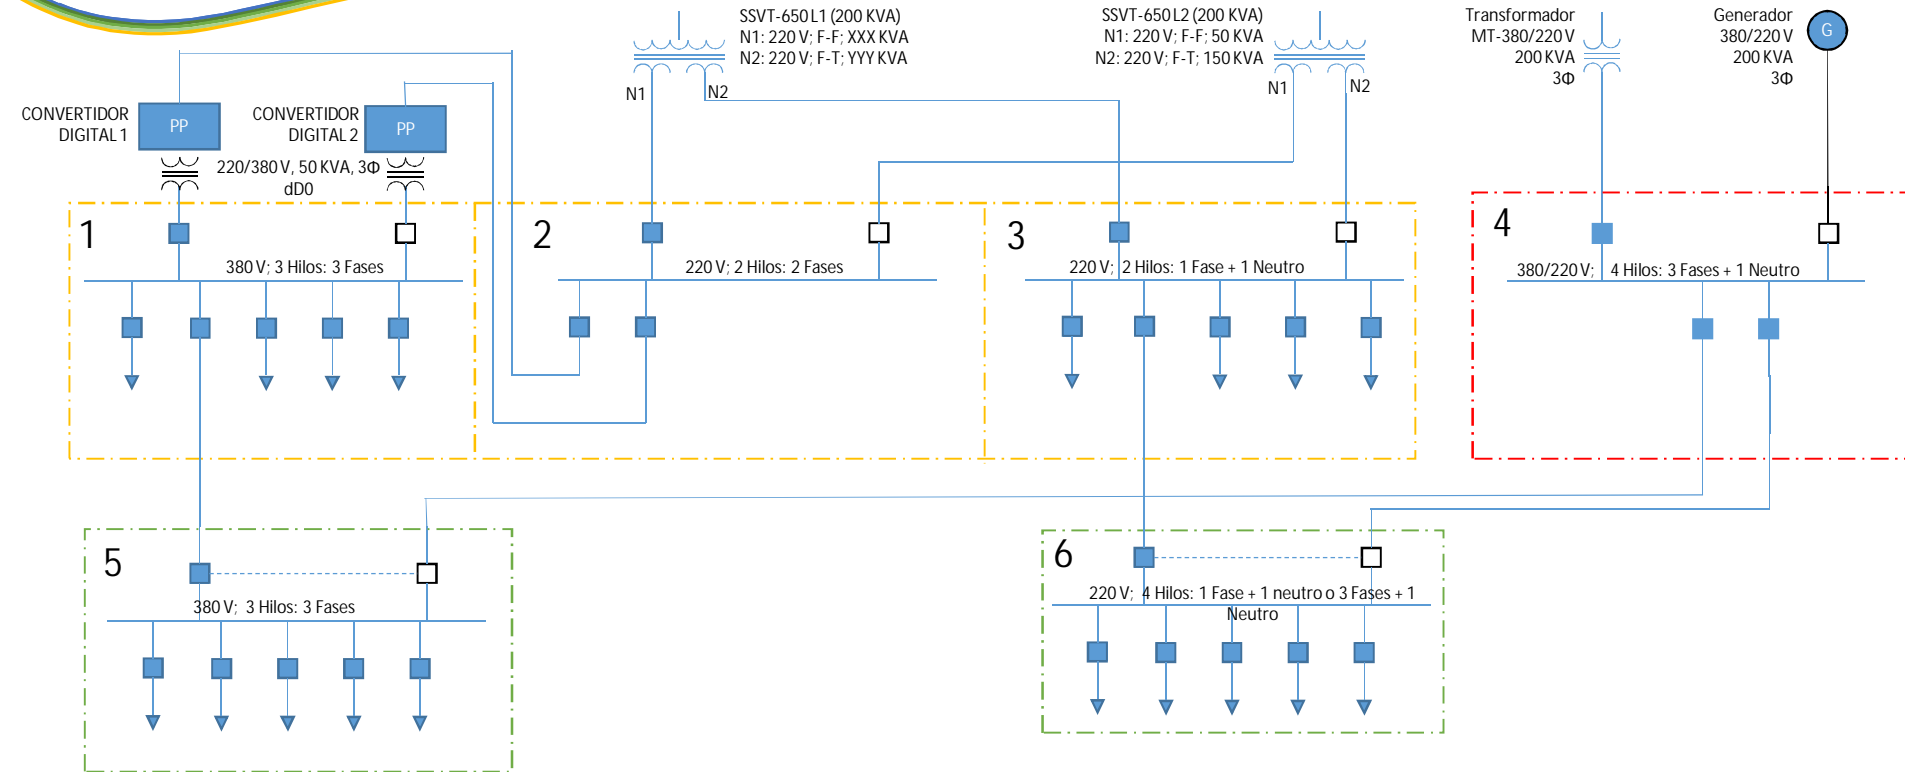 SSVT-650 L1 (200 KVA)
N1: 220 V; F-F; XXX KVA
N2: 220 V; F-T; YYY KVA
SSVT-650 L2 (200 KVA)
N1: 220 V; F-F; 50 KVA
N2: 220 V; F-T; 150 KVA
Transformador
MT-380/220 V
200 KVA
3Φ
Generador
380/220 V
200 KVA
3Φ
G
N1
N2
N1
N2
CONVERTIDOR
DIGITAL 1
PP
CONVERTIDOR
DIGITAL 2
PP
220/380 V, 50 KVA, 3Φ
dD0
1
380 V; 3 Hilos: 3 Fases
2
220 V; 2 Hilos: 2 Fases
3
220 V; 2 Hilos: 1 Fase + 1 Neutro
4
380/220 V; 4 Hilos: 3 Fases + 1 Neutro
5
380 V; 3 Hilos: 3 Fases
6
220 V; 4 Hilos: 1 Fase + 1 neutro o 3 Fases + 1
Neutro